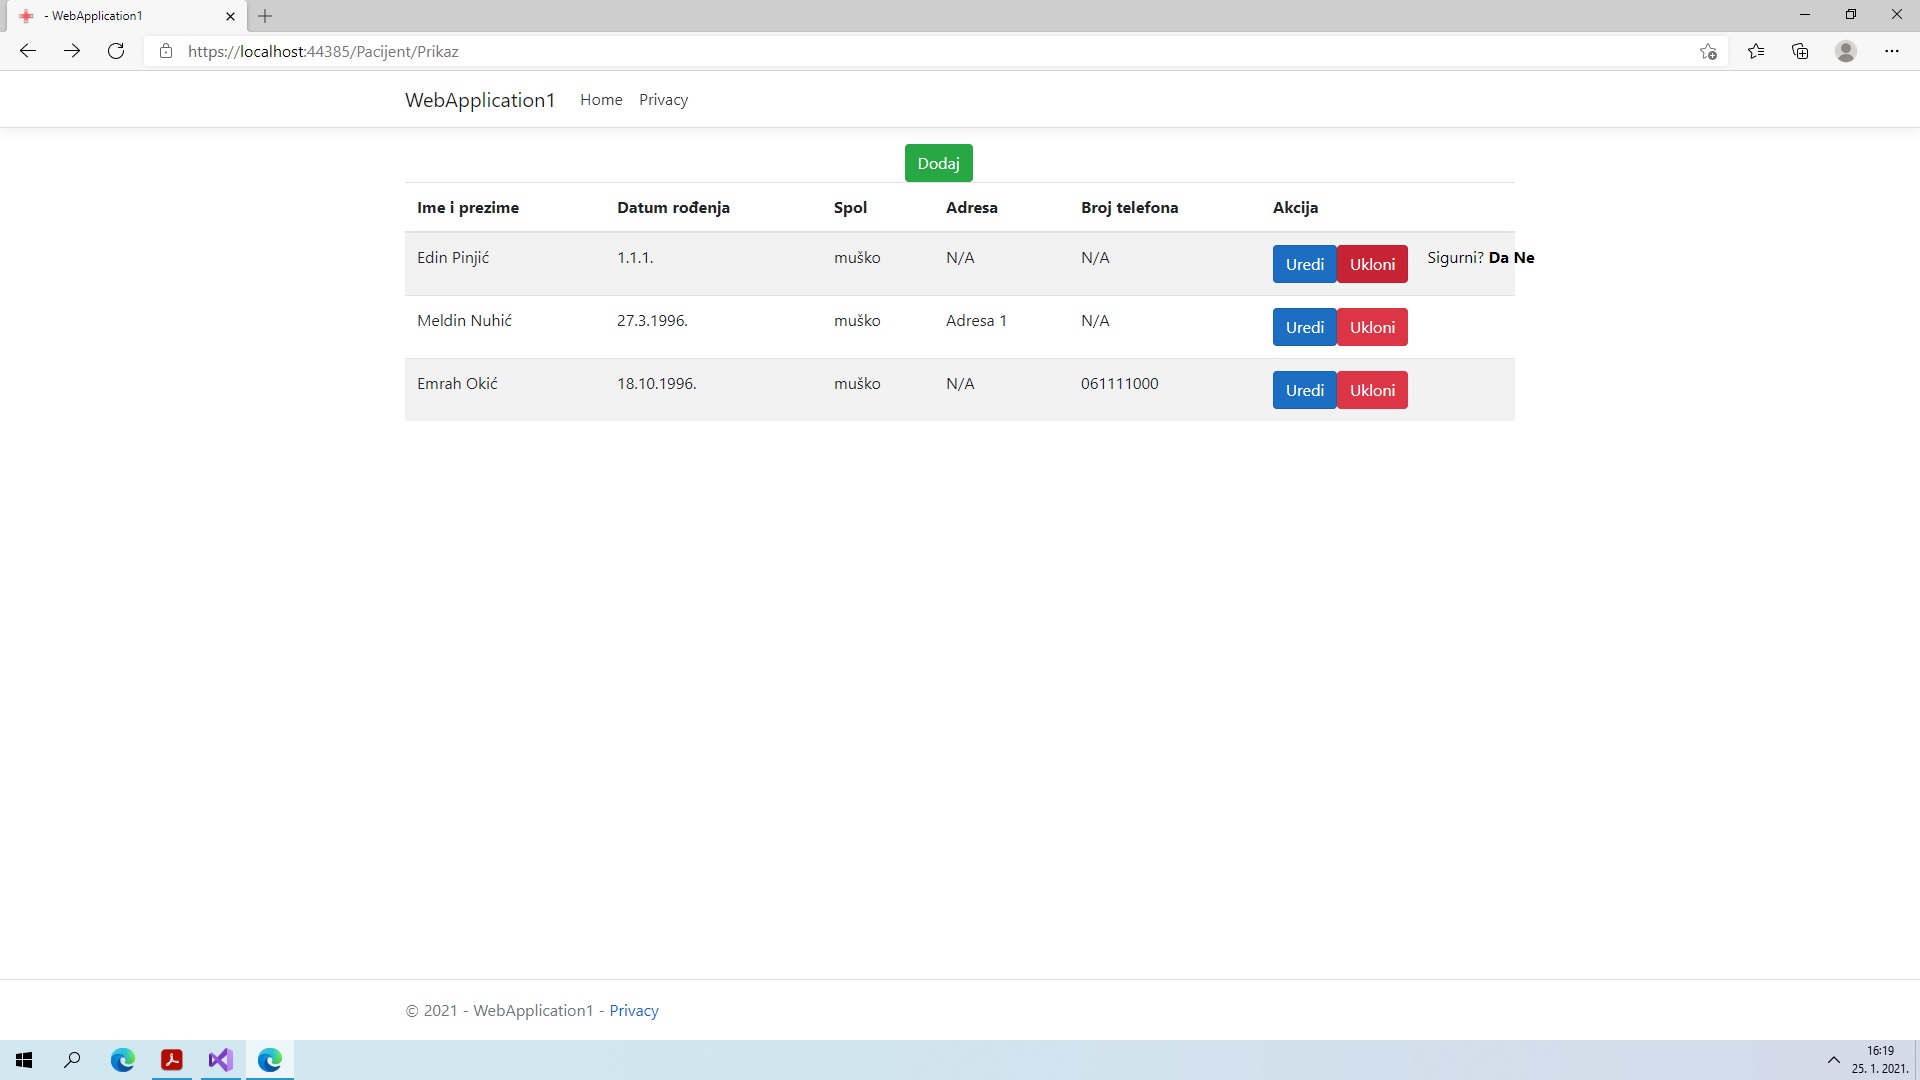 - WebApplication1
https://localhost:44385/Pacijent/Prikaz
WebApplication1 Home Privacy
Dodaj
Ime i prezime Datum rođenja Spol Adresa Broj telefona Akcija
Edin Pinjić 1.1.1. muško N/A N/A Uredi Ukloni Sigurni? Da Ne
Meldin Nuhić 27.3.1996. muško Adresa 1 N/A Uredi Ukloni
Emrah Okić 18.10.1996. muško N/A 061111000 Uredi Ukloni
© 2021 - WebApplication1 - Privacy
16:19
25. 1. 2021.